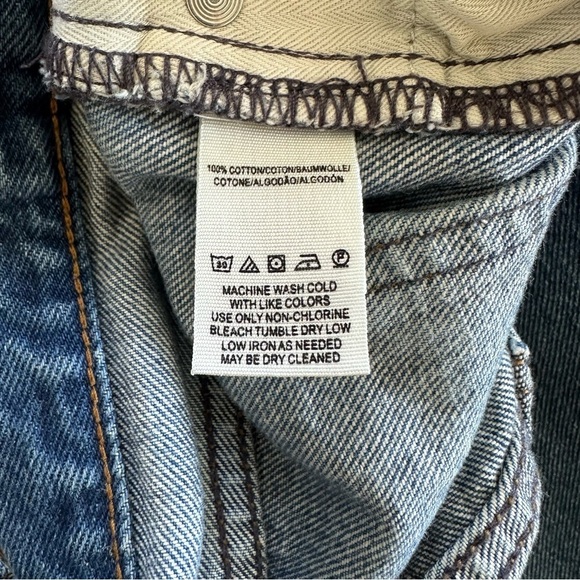 100% COTTON/COTON/BAUMWOLLE/
COTONE/ALGODÃO/ALGODÓN
30 P
MACHINE WASH COLD
WITH LIKE COLORS
USE ONLY NON-CHLORINE
BLEACH TUMBLE DRY LOW
LOW IRON AS NEEDED
MAY BE DRY CLEANED